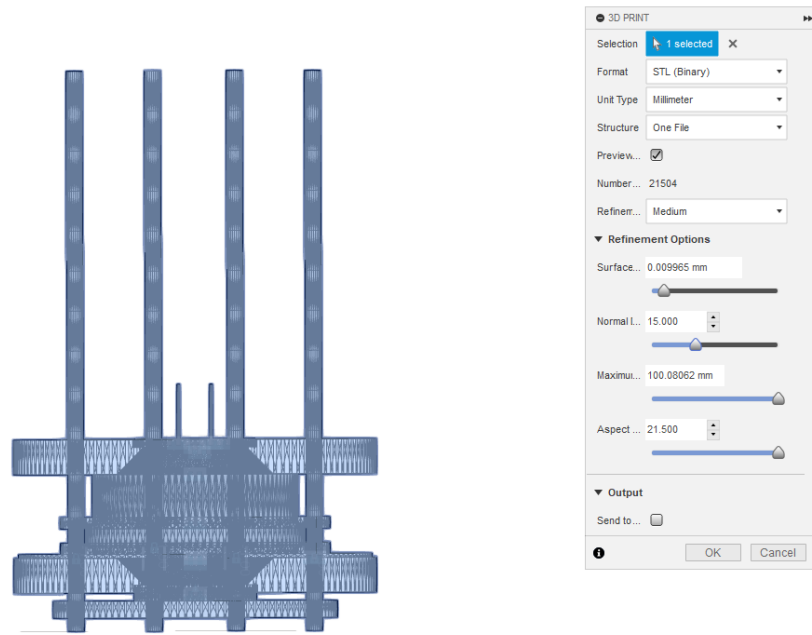 3D PRINT
Selection 1 selected
Format STL (Binary)
Unit Type Millimeter
Structure One File
Preview...
Number... 21504
Refinem... Medium
Refinement Options
Surface... 0.009965 mm
Normal I... 15.000
Maximu... 100.08062 mm
Aspect ... 21.500
Output
Send to...
OK Cancel